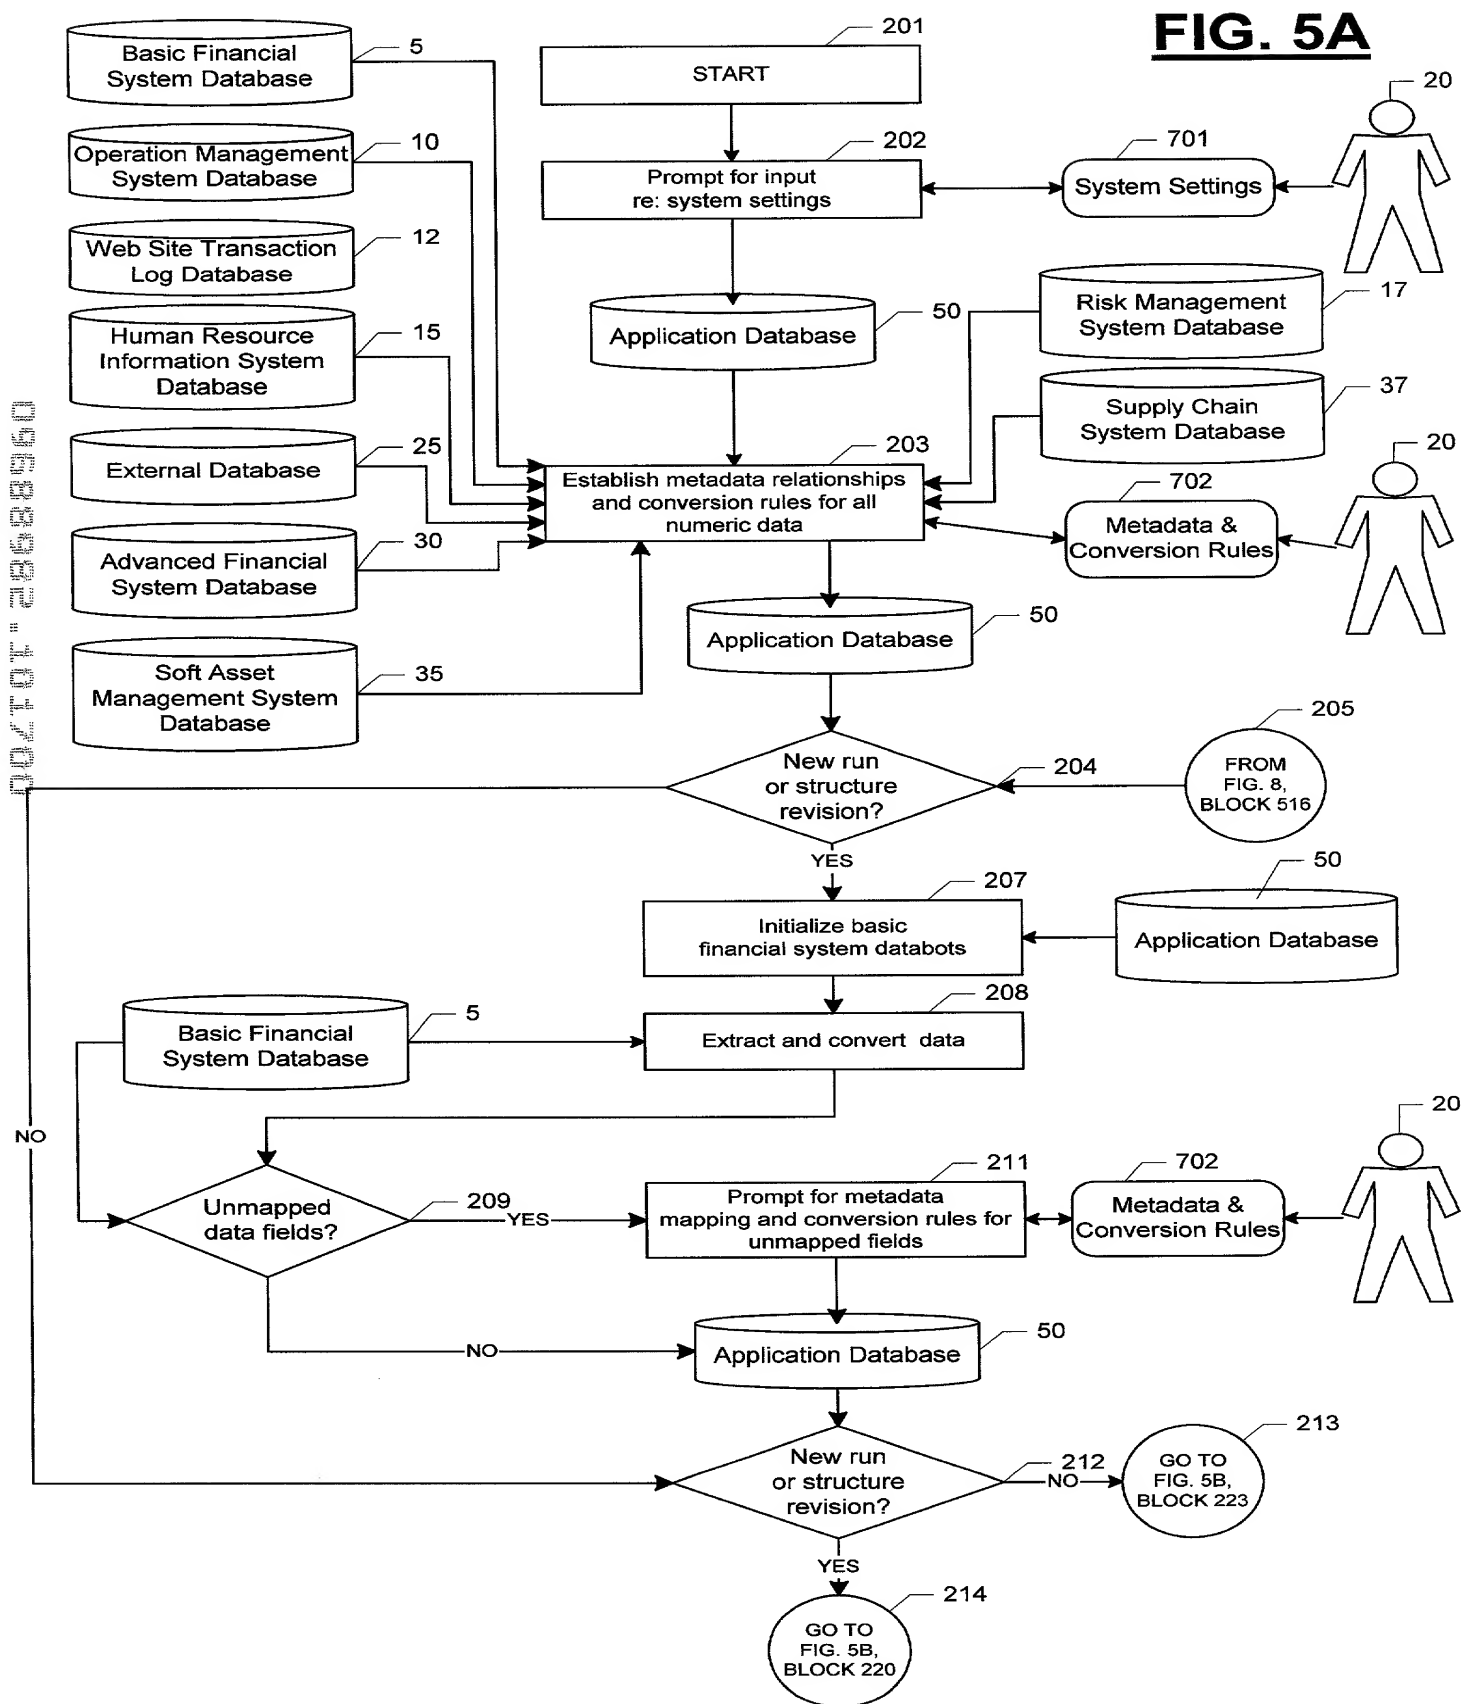 FIG. 5A
Basic Financial
System Database
5
201
START
20
Operation Management
System Database
10
202
Prompt for input
re: system settings
701
System Settings
Web Site Transaction
Log Database
12
Human Resource
Information System
Database
15
Application Database
50
Risk Management
System Database
17
Supply Chain
System Database
37
External Database
25
203
Establish metadata relationships
and conversion rules for all
numeric data
702
Metadata &
Conversion Rules
20
Advanced Financial
System Database
30
Application Database
50
Soft Asset
Management System
Database
35
09688982.101700
New run
or structure
revision?
204
205
FROM
FIG. 8,
BLOCK 516
YES
207
Initialize basic
financial system databots
50
Application Database
208
Extract and convert data
Basic Financial
System Database
5
NO
Unmapped
data fields?
209
YES
211
Prompt for metadata
mapping and conversion rules for
unmapped fields
702
Metadata &
Conversion Rules
20
NO
Application Database
50
New run
or structure
revision?
212
NO
213
GO TO
FIG. 5B,
BLOCK 223
YES
214
GO TO
FIG. 5B,
BLOCK 220